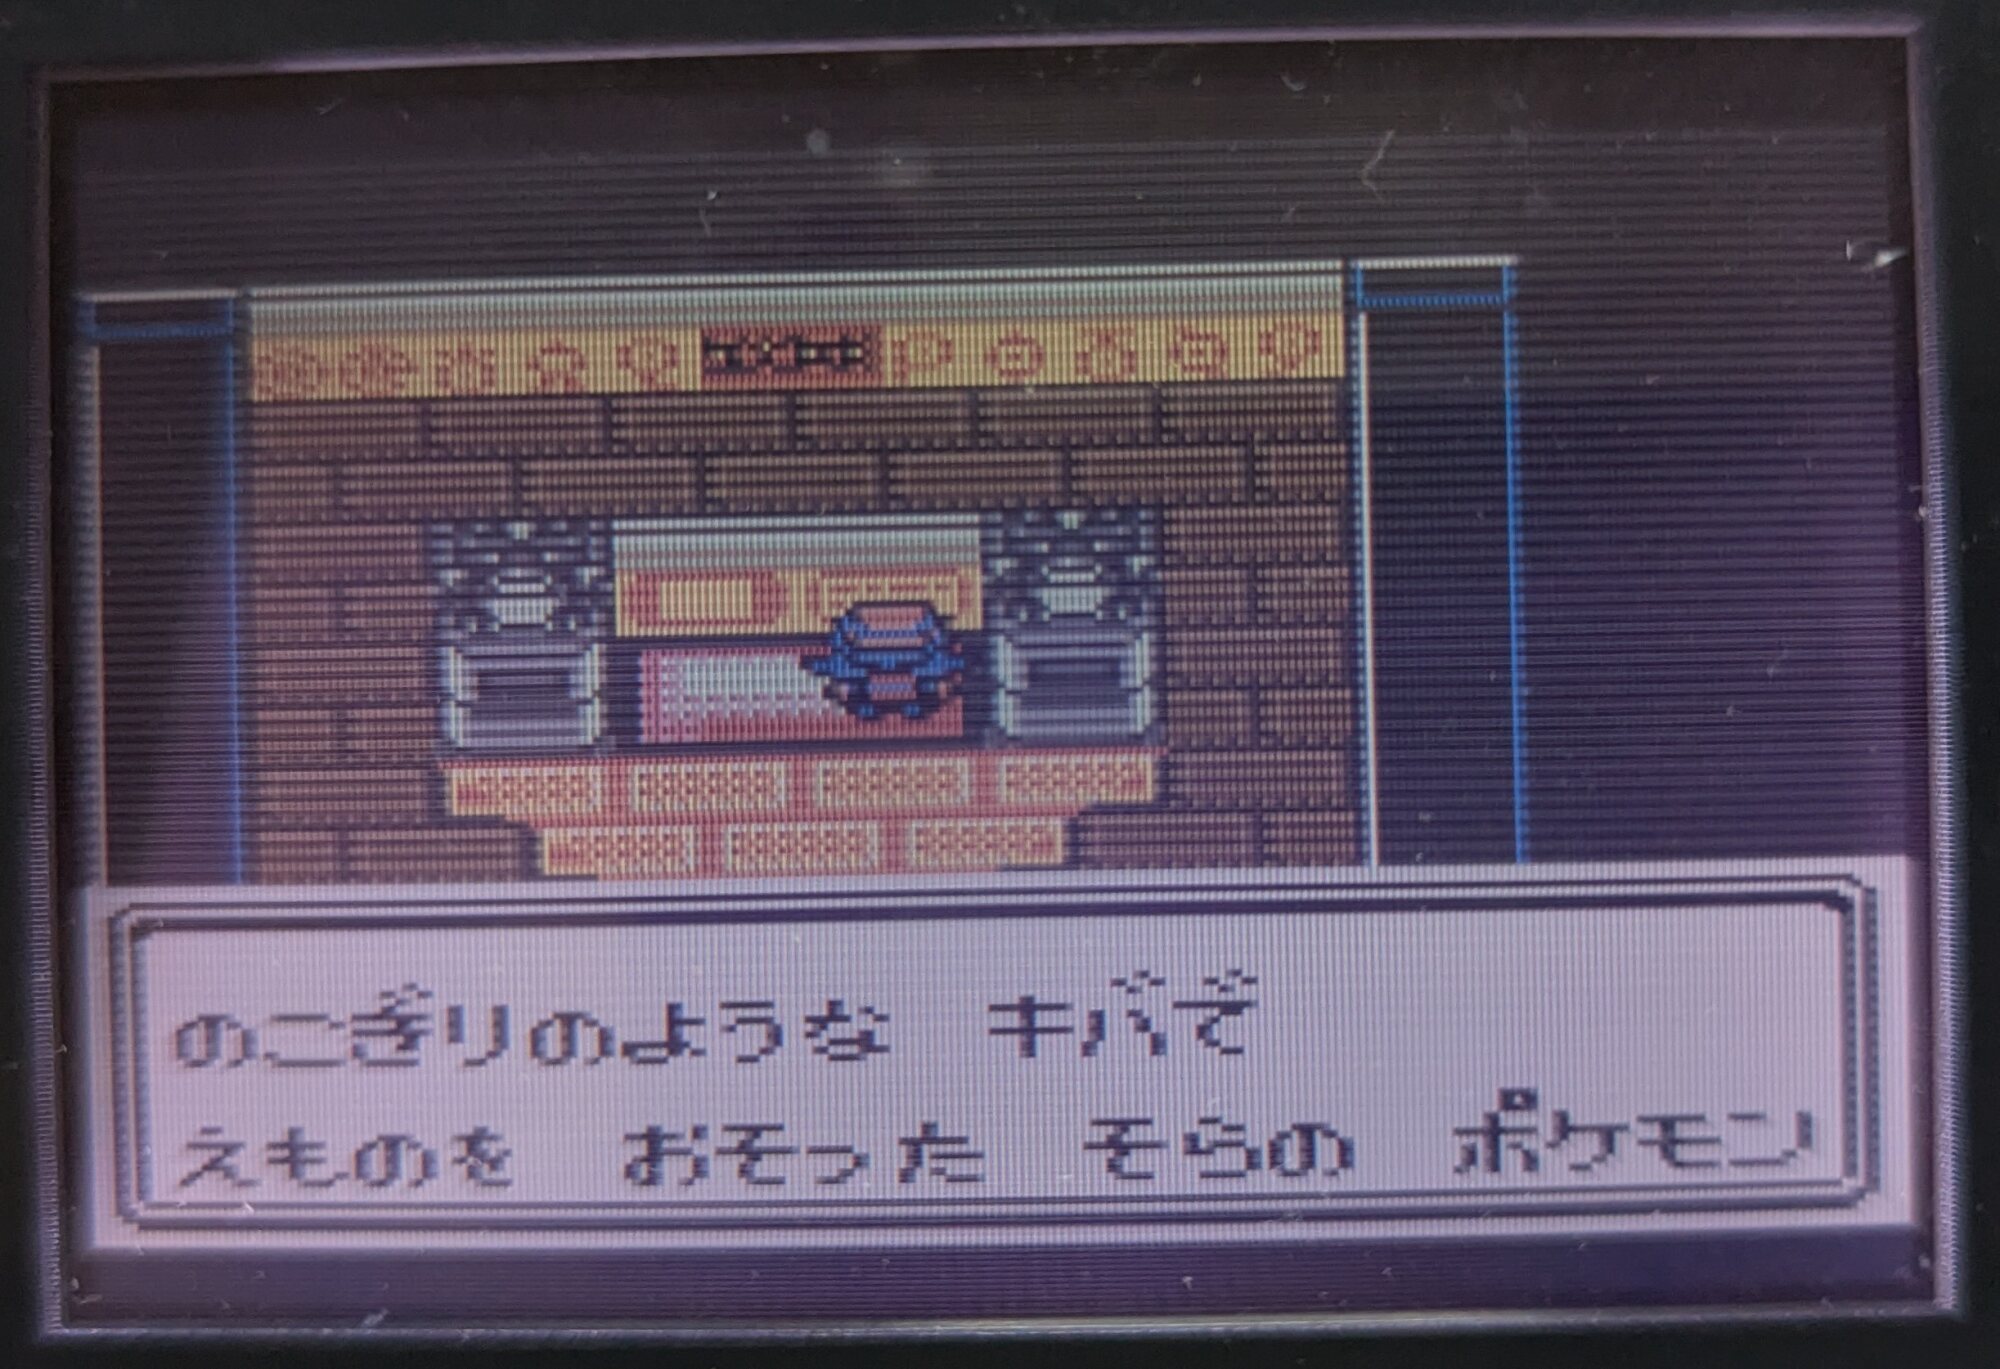 のこぎりのような　キバで
えものを　おそった　そらの　ポケモン